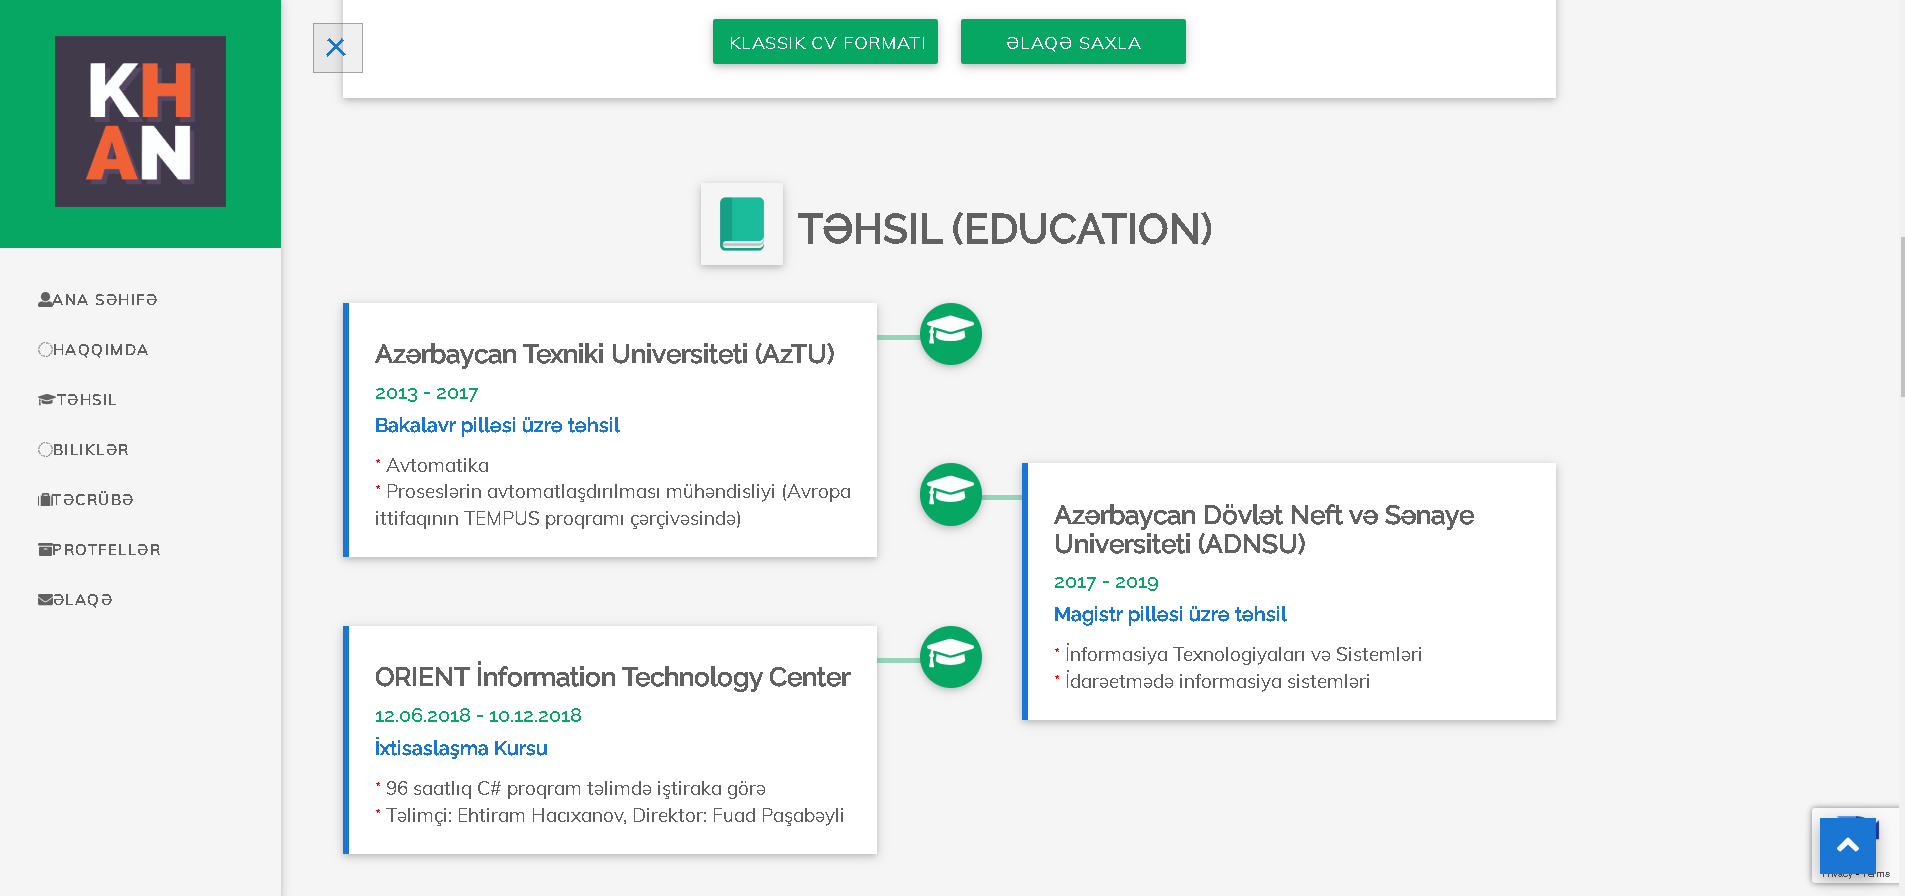 KH
AN
ANA SƏHIFƏ
HAQQIMDA
TƏHSIL
BILIKLƏR
TƏCRÜBƏ
PROTFELLƏR
ƏLAQƏ
KLASSIK CV FORMATI
ƏLAQƏ SAXLA
TƏHSIL (EDUCATION)
Azərbaycan Texniki Universiteti (AzTU)
2013 - 2017
Bakalavr pilləsi üzrə təhsil
* Avtomatika
* Proseslərin avtomatlaşdırılması mühəndisliyi (Avropa
ittifaqının TEMPUS proqramı çərçivəsində)
Azərbaycan Dövlət Neft və Sənaye
Universiteti (ADNSU)
2017 - 2019
Magistr pilləsi üzrə təhsil
* İnformasiya Texnologiyaları və Sistemləri
* İdarəetmədə informasiya sistemləri
ORIENT İnformation Technology Center
12.06.2018 - 10.12.2018
İxtisaslaşma Kursu
* 96 saatlıq C# proqram təlimdə iştiraka görə
* Təlimçi: Ehtiram Hacıxanov, Direktor: Fuad Paşabəyli